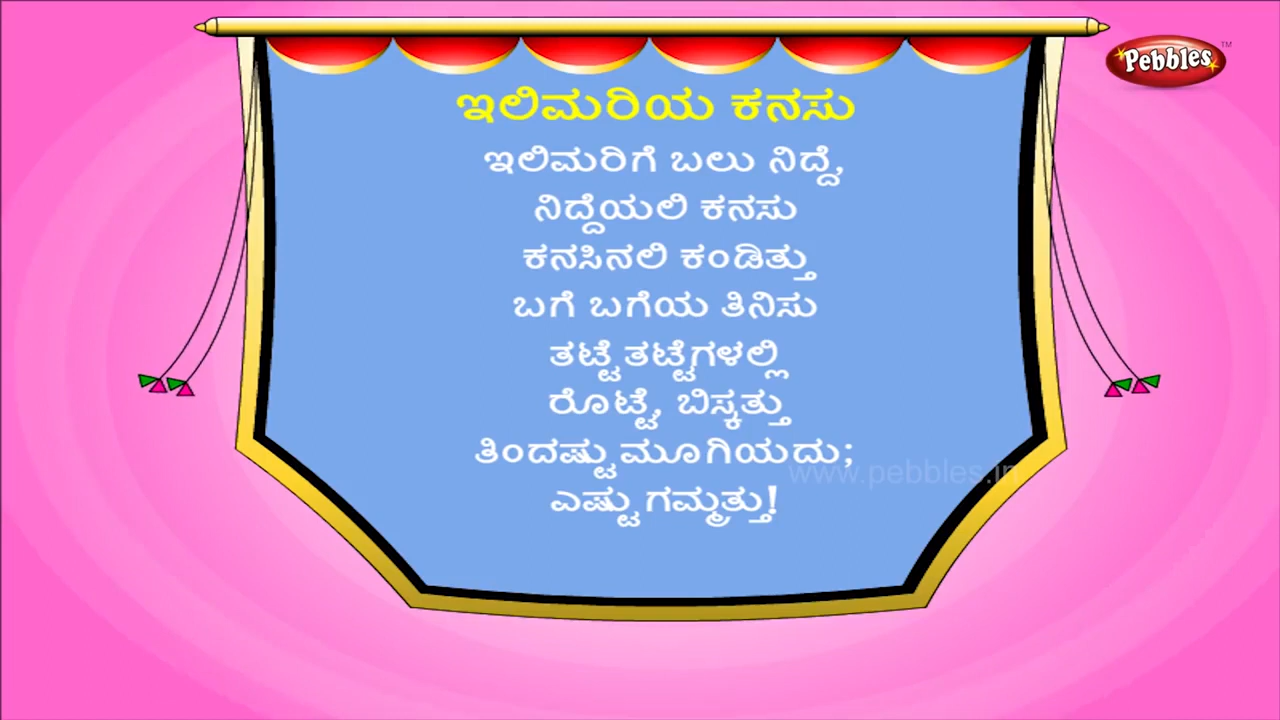 Pebbles™
ಇಲಿಮರಿಯ ಕನಸು
ಇಲಿಮರಿಗೆ ಬಲು ನಿದ್ದೆ,
ನಿದ್ದೆಯಲಿ ಕನಸು
ಕನಸಿನಲಿ ಕಂಡಿತ್ತು
ಬಗೆ ಬಗೆಯ ತಿನಿಸು
ತಟ್ಟೆ ತಟ್ಟೆಗಳಲ್ಲಿ
ರೊಟ್ಟಿ, ಬಿಸ್ಕತ್ತು
ತಿಂದಷ್ಟು ಮೂಗಿಯದು;
www.pebbles.in
ಎಷ್ಟು ಗಮ್ಮತ್ತು!